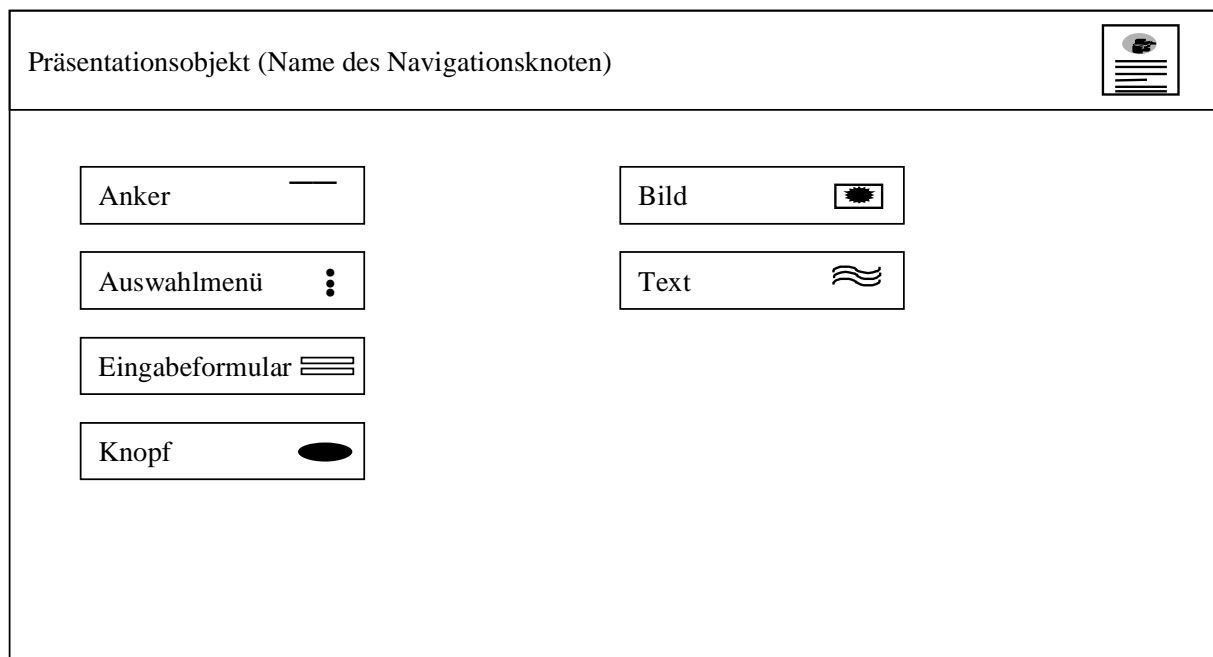 Präsentationsobjekt (Name des Navigationsknoten)
Anker
Bild
Auswahlmenü
Text
Eingabeformular
Knopf